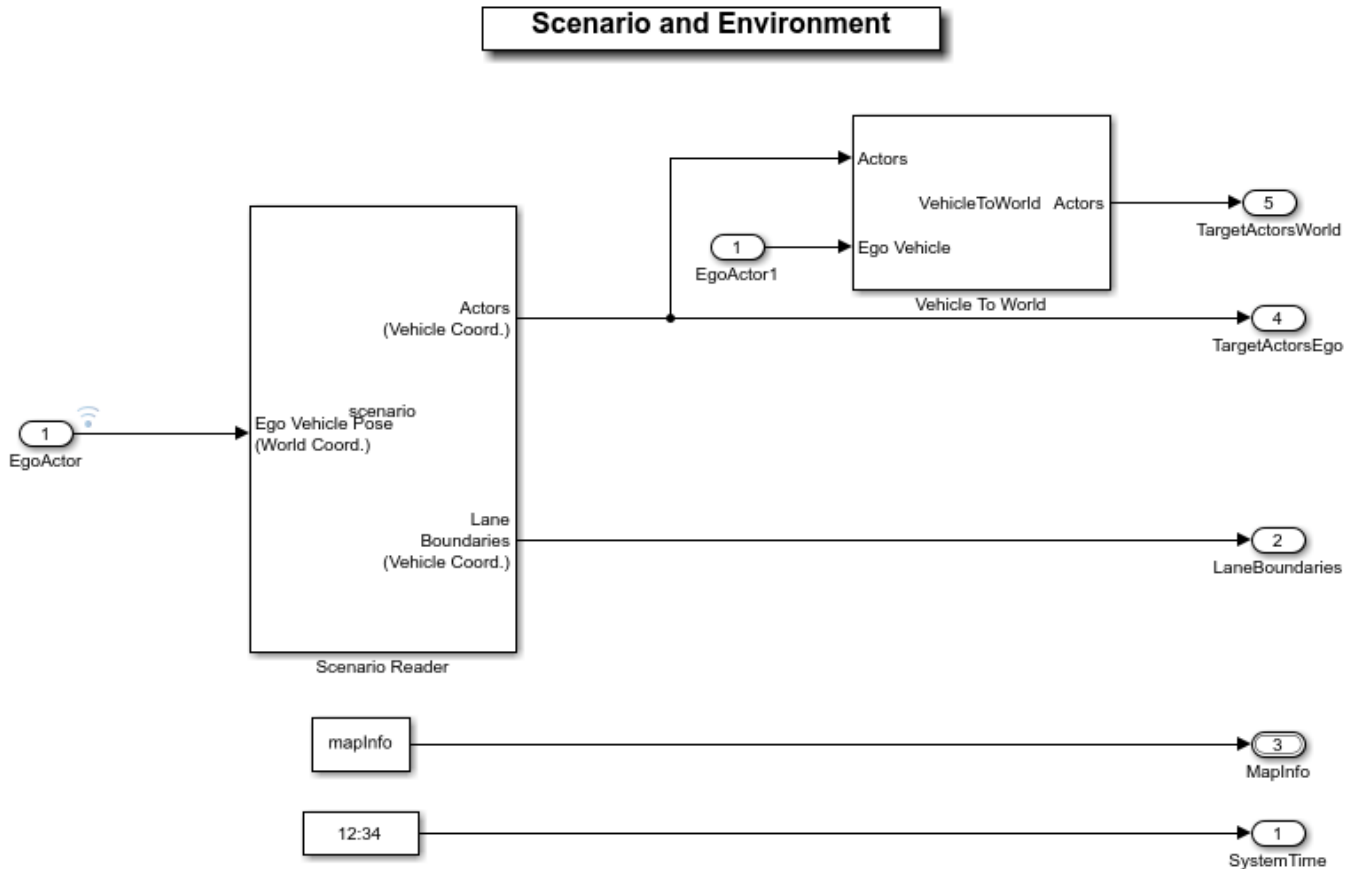 Scenario and Environment
Actors
VehicleToWorld Actors
5
TargetActorsWorld
1
Ego Vehicle
EgoActor1
Vehicle To World
Actors
(Vehicle Coord.)
4
TargetActorsEgo
scenario
1
Ego Vehicle Pose
(World Coord.)
EgoActor
Lane
Boundaries
(Vehicle Coord.)
2
LaneBoundaries
Scenario Reader
mapInfo
3
MapInfo
12:34
1
SystemTime